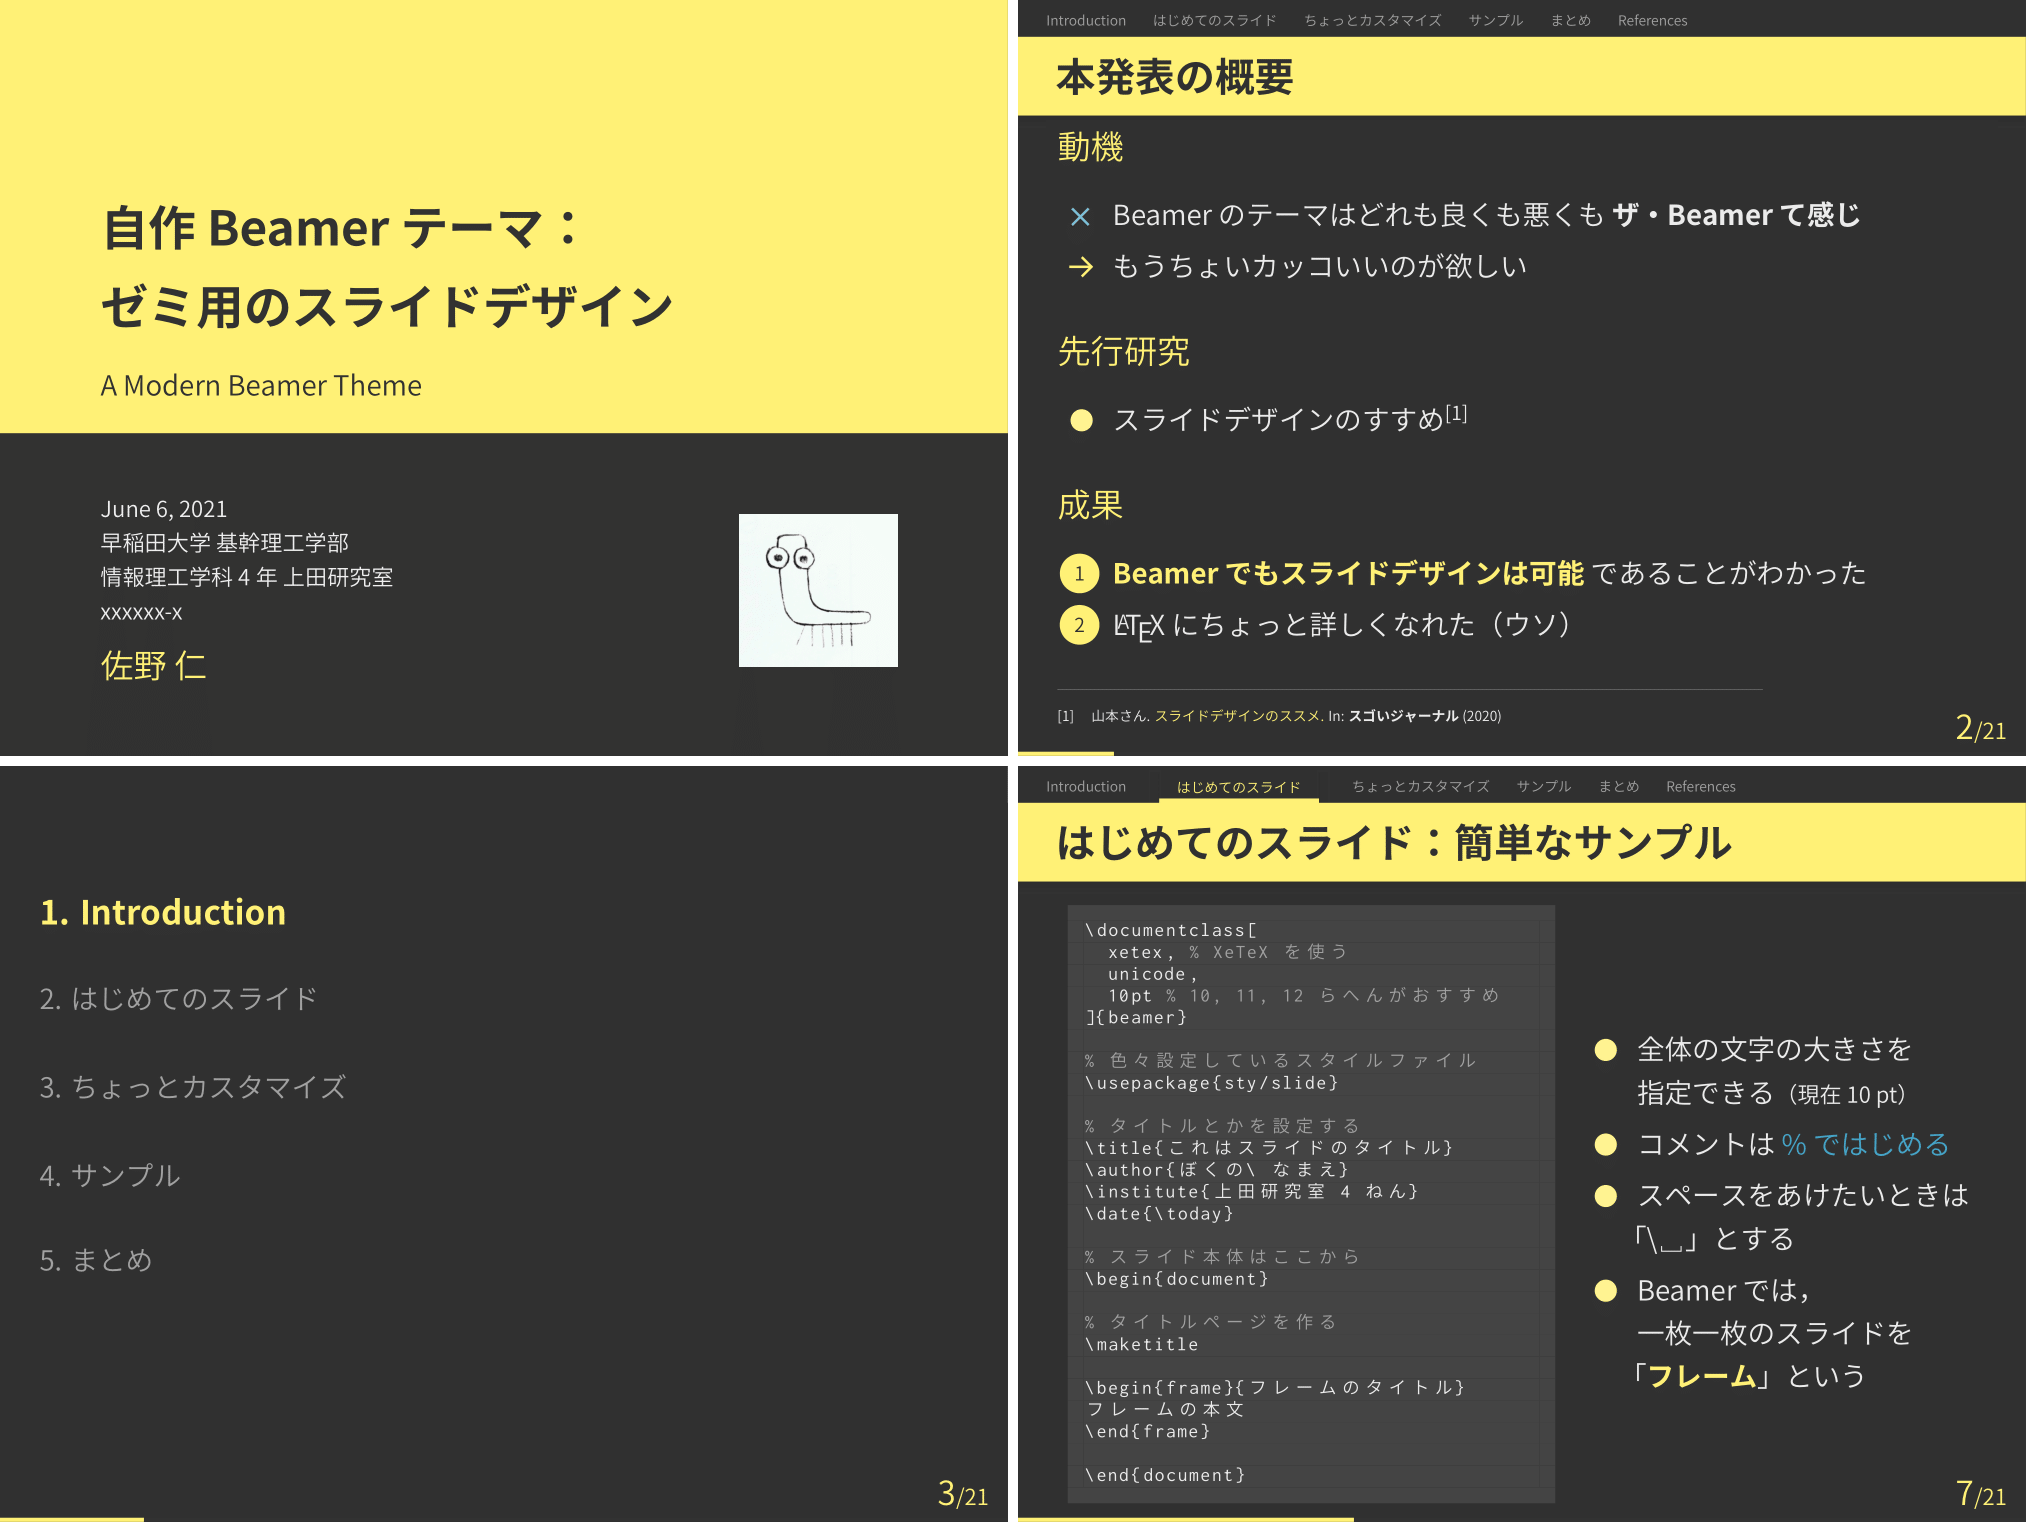 自作 Beamer テーマ：
ゼミ用のスライドデザイン
A Modern Beamer Theme
June 6, 2021
早稲田大学 基幹理工学部
情報理工学科 4 年 上田研究室
xxxxxx-x
佐野 仁
Introduction はじめてのスライド ちょっとカスタマイズ サンプル まとめ References
本発表の概要
動機
× Beamer のテーマはどれも良くも悪くも ザ・Beamer て感じ
→ もうちょいカッコいいのが欲しい
先行研究
● スライドデザインのすすめ[1]
成果
1 Beamer でもスライドデザインは可能 であることがわかった
2 LATEX にちょっと詳しくなれた（ウソ）
[1] 山本さん. スライドデザインのススメ. In: スゴいジャーナル (2020)
2/21
1. Introduction
2. はじめてのスライド
3. ちょっとカスタマイズ
4. サンプル
5. まとめ
3/21
Introduction はじめてのスライド ちょっとカスタマイズ サンプル まとめ References
はじめてのスライド：簡単なサンプル
\documentclass[
xetex, % XeTeX を使う
unicode,
10pt % 10, 11, 12 らへんがおすすめ
]{beamer}
% 色々設定しているスタイルファイル
\usepackage{sty/slide}
% タイトルとかを設定する
\title{これはスライドのタイトル}
\author{ぼくの\ なまえ}
\institute{上田研究室 4 ねん}
\date{\today}
% スライド本体はここから
\begin{document}
% タイトルページを作る
\maketitle
\begin{frame}{フレームのタイトル}
フレームの本文
\end{frame}
\end{document}
● 全体の文字の大きさを
指定できる（現在 10 pt）
● コメントは % ではじめる
● スペースをあけたいときは
「\␣」とする
● Beamer では，
一枚一枚のスライドを
「フレーム」という
7/21